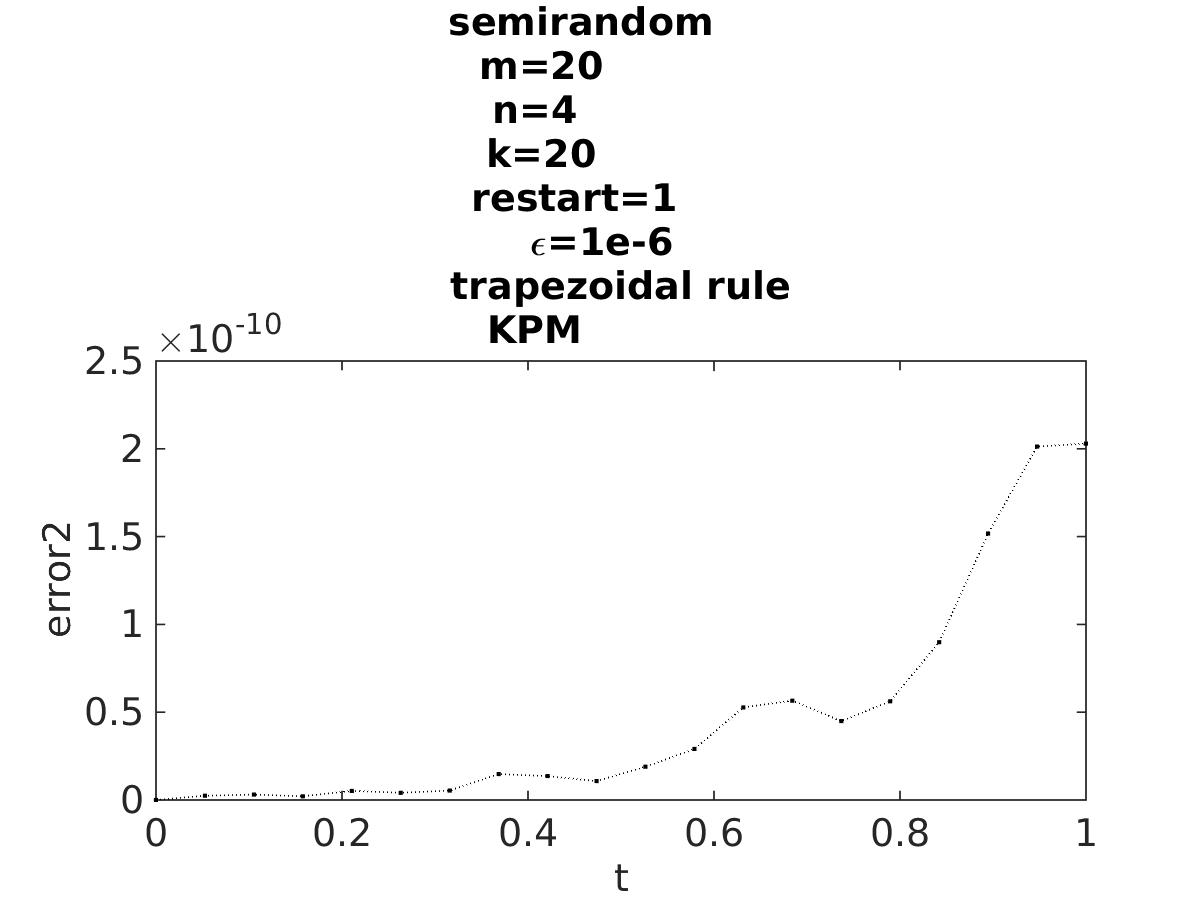 semirandom
m=20
n=4
k=20
restart=1
ϵ=1e-6
trapezoidal rule
KPM
×10-10
2.5
2
1.5
1
0.5
0
error2
0 0.2 0.4 0.6 0.8 1
t